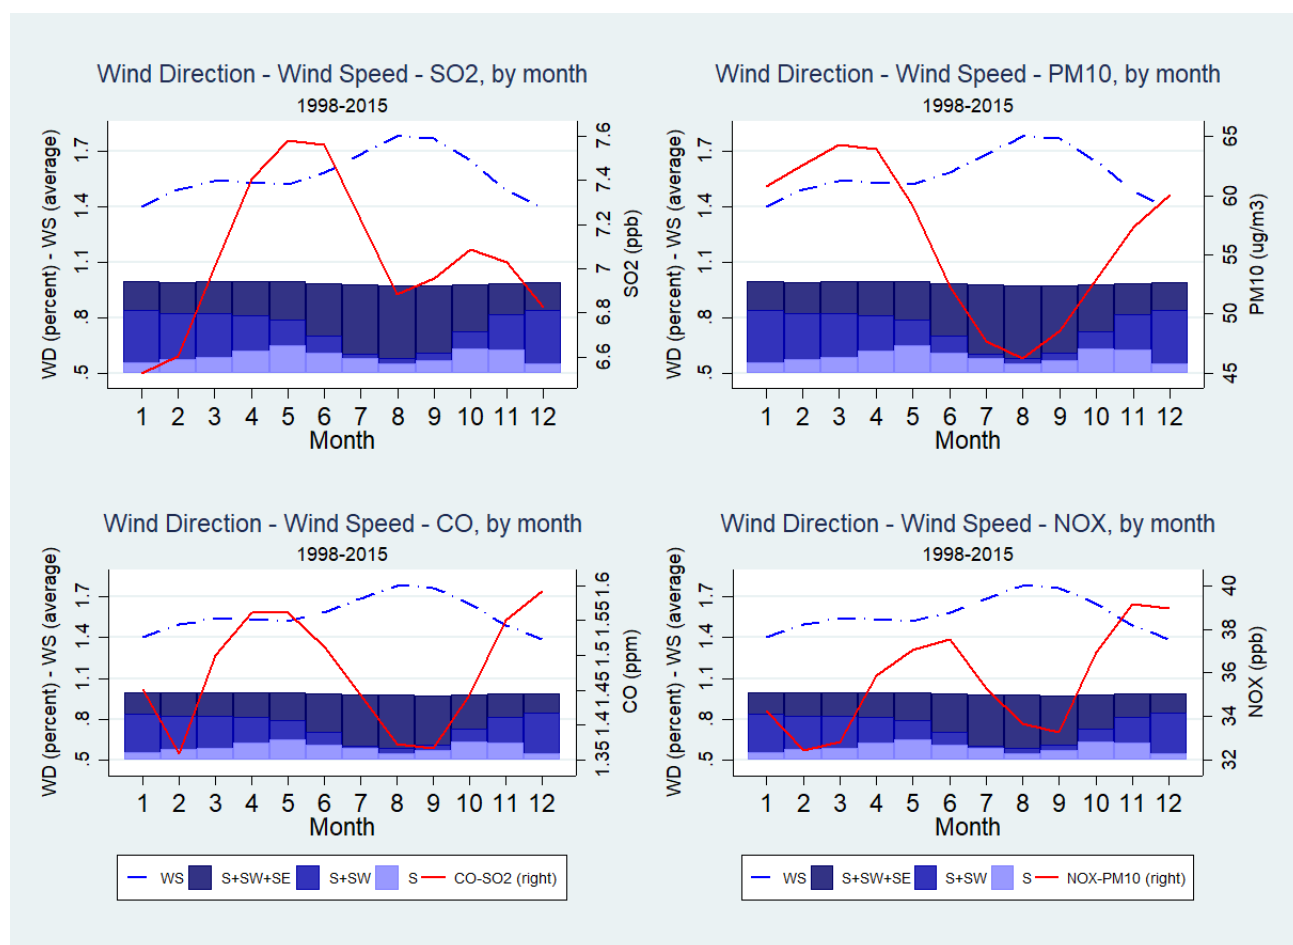 Wind Direction - Wind Speed - SO2, by month
1998-2015
WD (percent) - WS (average)
.5 .8 1.1 1.4 1.7
6.6 6.8 7 7.2 7.4 7.6
SO2 (ppb)
1 2 3 4 5 6 7 8 9 10 11 12
Month
Wind Direction - Wind Speed - PM10, by month
1998-2015
WD (percent) - WS (average)
.5 .8 1.1 1.4 1.7
45 50 55 60 65
PM10 (ug/m3)
1 2 3 4 5 6 7 8 9 10 11 12
Month
Wind Direction - Wind Speed - CO, by month
1998-2015
WD (percent) - WS (average)
.5 .8 1.1 1.4 1.7
1.35 1.4 1.45 1.5 1.55 1.6
CO (ppm)
1 2 3 4 5 6 7 8 9 10 11 12
Month
Wind Direction - Wind Speed - NOX, by month
1998-2015
WD (percent) - WS (average)
.5 .8 1.1 1.4 1.7
32 34 36 38 40
NOX (ppb)
1 2 3 4 5 6 7 8 9 10 11 12
Month
WS S+SW+SE S+SW S CO-SO2 (right)
WS S+SW+SE S+SW S NOX-PM10 (right)